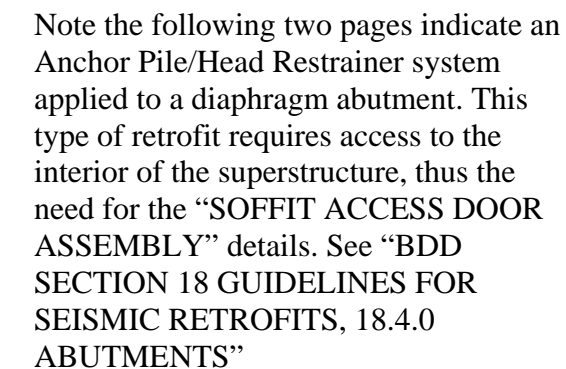 Note the following two pages indicate an
Anchor Pile/Head Restrainer system
applied to a diaphragm abutment. This
type of retrofit requires access to the
interior of the superstructure, thus the
need for the “SOFFIT ACCESS DOOR
ASSEMBLY” details. See “BDD
SECTION 18 GUIDELINES FOR
SEISMIC RETROFITS, 18.4.0
ABUTMENTS”